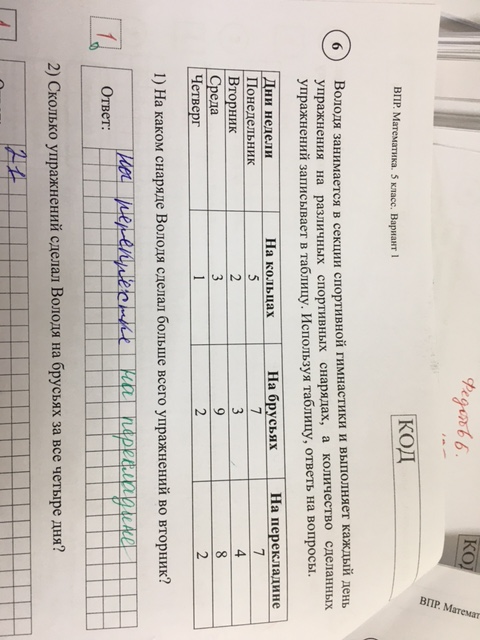 ВПР. Математика. 5 класс. Вариант 1
КОД
6
Володя занимается в секции спортивной гимнастики и выполняет каждый день
упражнения на различных спортивных снарядах, а количество сделанных
упражнений записывает в таблицу. Используя таблицу, ответь на вопросы.
Дни недели На кольцах На брусьях На перекладине
Понедельник 5 7 7
Вторник 2 3 4
Среда 3 9 8
Четверг 1 2 2
1) На каком снаряде Володя сделал больше всего упражнений во вторник?
1
Ответ:
на перекрёстке на перекладине
2) Сколько упражнений сделал Володя на брусьях за все четыре дня?
21
КОД
ВПР. Математ